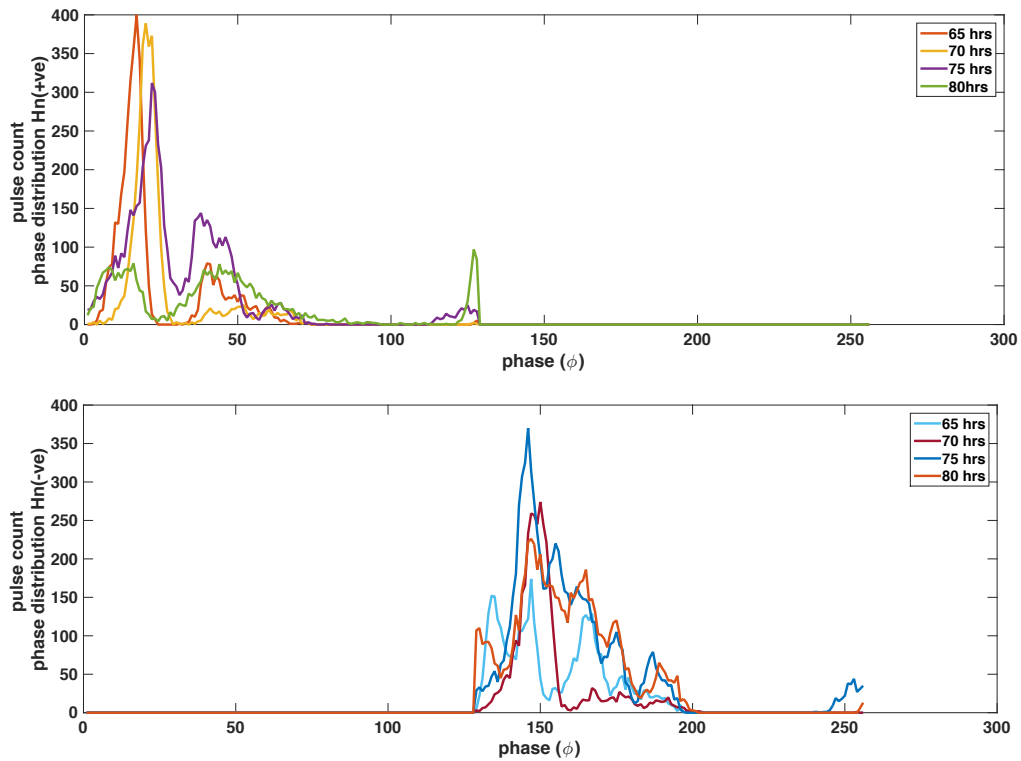 400
350
300
250
200
150
100
50
0
pulse count
phase distribution Hn(+ve)
0
50
100
150
200
250
300
phase (ϕ)
65 hrs
70 hrs
75 hrs
80hrs
400
350
300
250
200
150
100
50
0
pulse count
phase distribution Hn(-ve)
0
50
100
150
200
250
300
phase (ϕ)
65 hrs
70 hrs
75 hrs
80 hrs